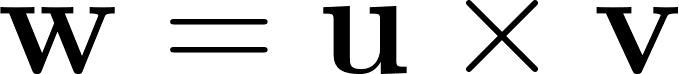 𝐰 = 𝐮 × 𝐯